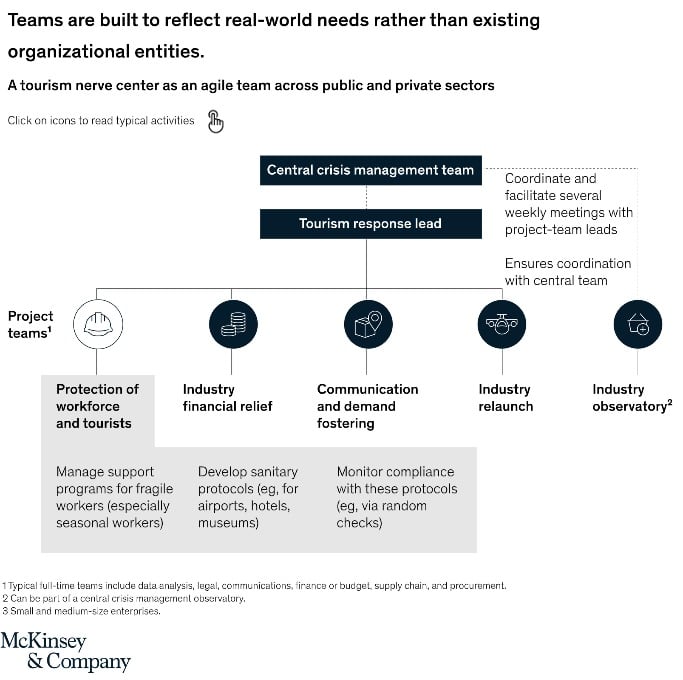 Teams are built to reflect real-world needs rather than existing
organizational entities.
A tourism nerve center as an agile team across public and private sectors
Click on icons to read typical activities
Central crisis management team
Tourism response lead
Coordinate and
facilitate several
weekly meetings with
project-team leads
Ensures coordination
with central team
Project
teams¹
Protection of
workforce
and tourists
Industry
financial relief
Communication
and demand
fostering
Industry
relaunch
Industry
observatory²
Manage support
programs for fragile
workers (especially
seasonal workers)
Develop sanitary
protocols (eg, for
airports, hotels,
museums)
Monitor compliance
with these protocols
(eg, via random
checks)
1 Typical full-time teams include data analysis, legal, communications, finance or budget, supply chain, and procurement.
2 Can be part of a central crisis management observatory.
3 Small and medium-size enterprises.
McKinsey
& Company